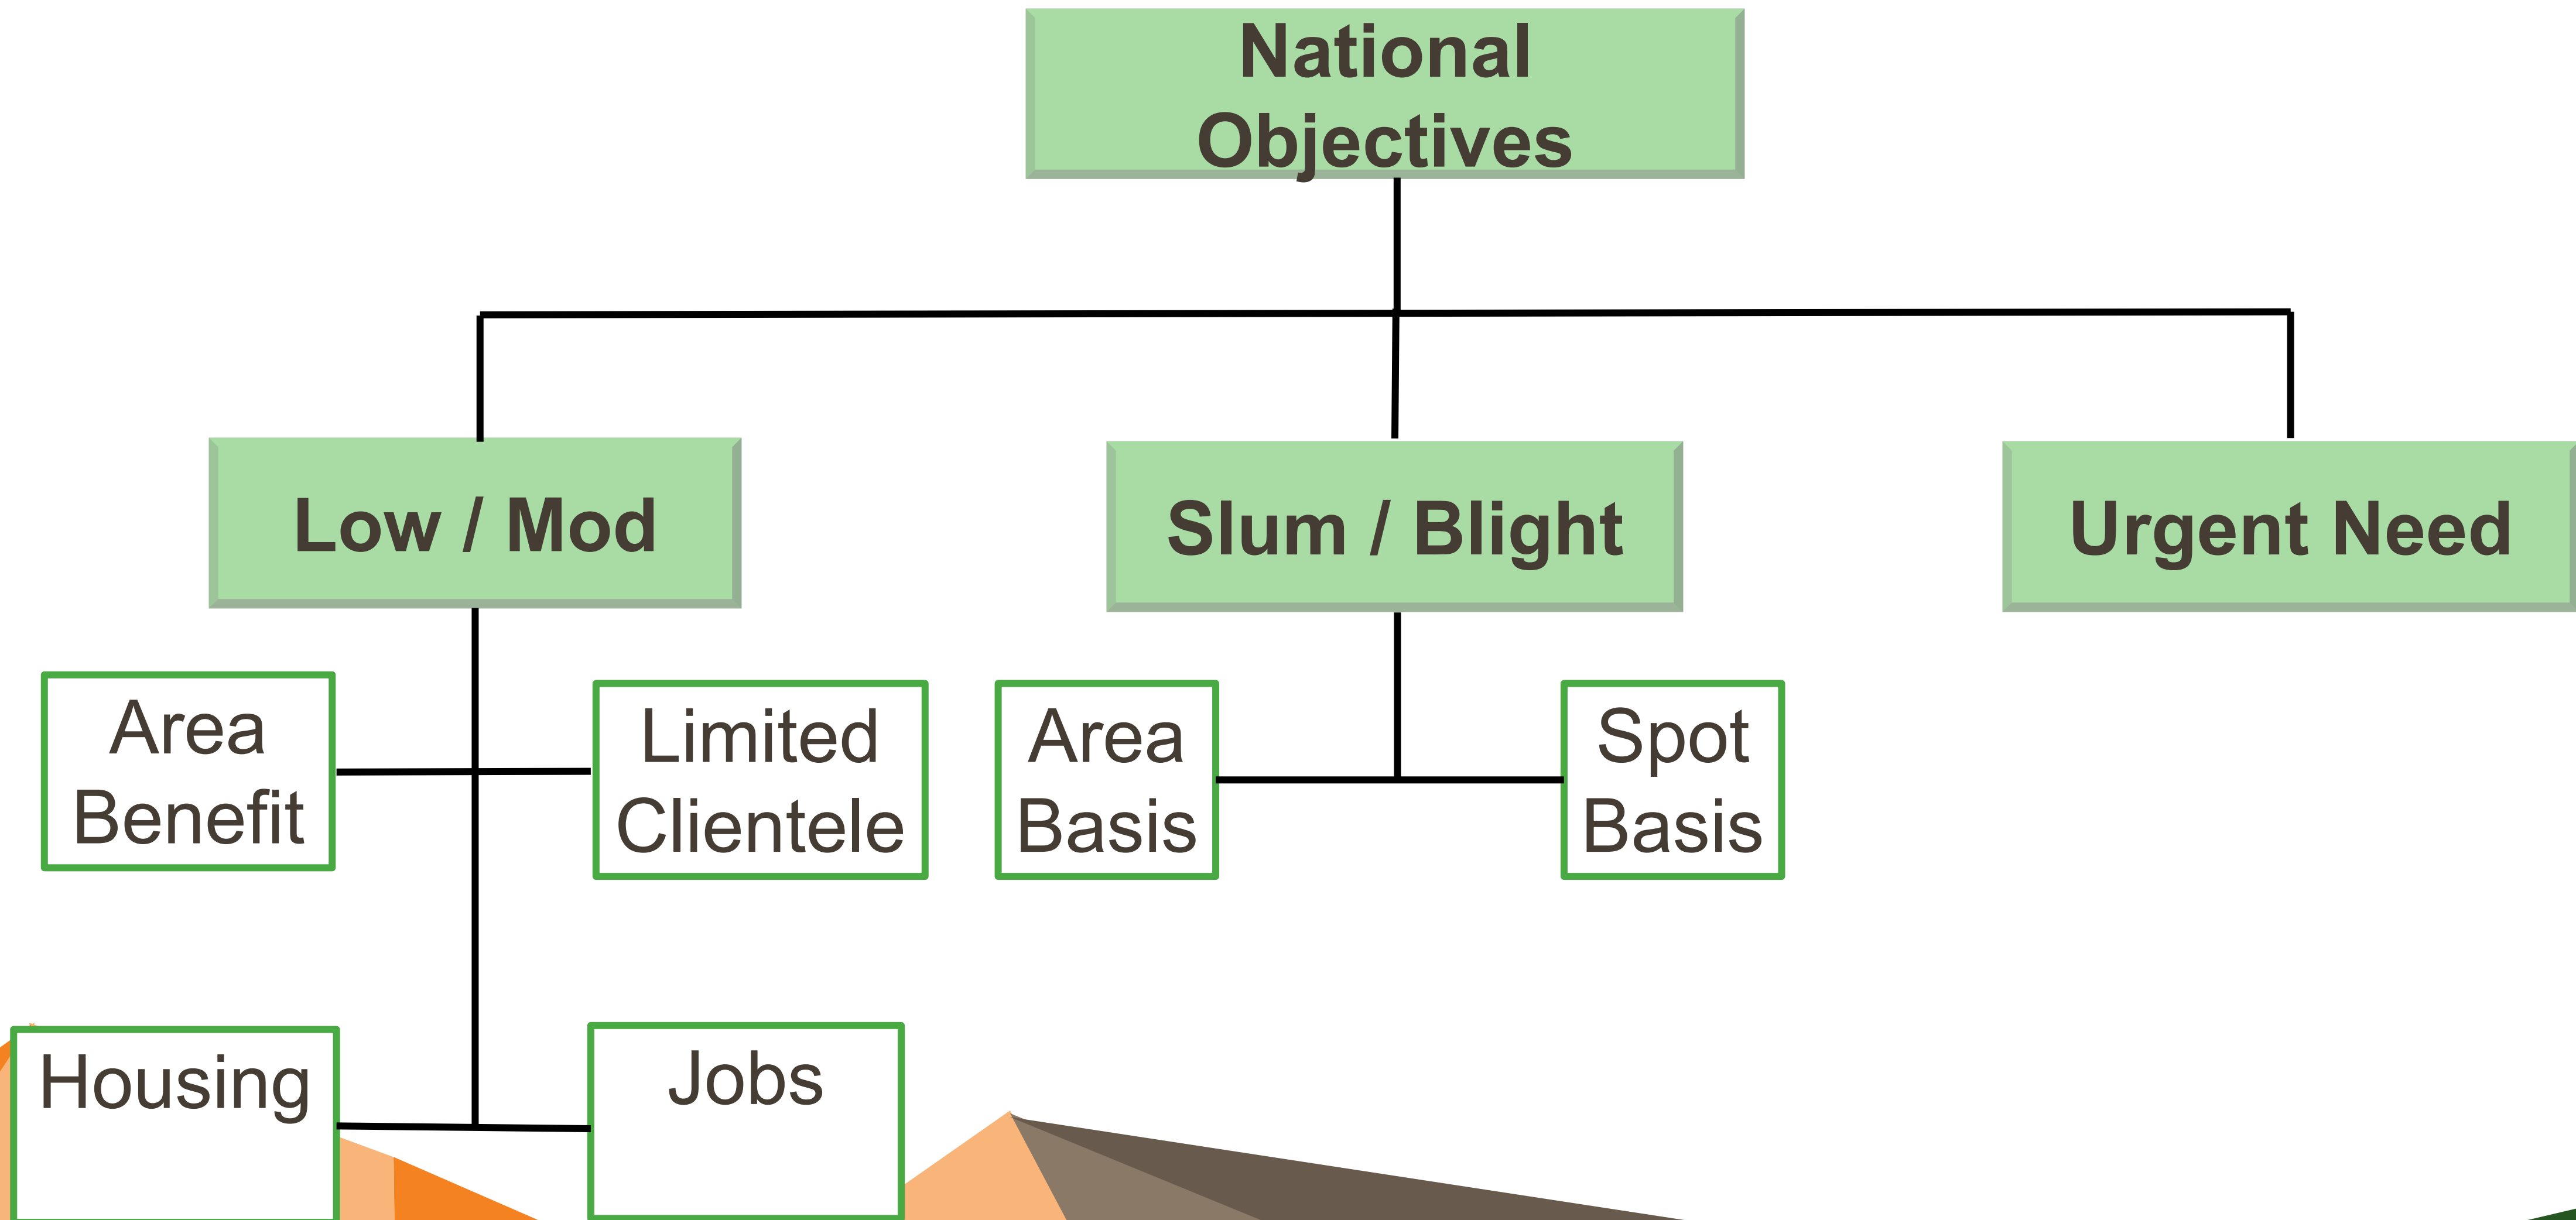 National
Objectives
Low / Mod
Slum / Blight
Urgent Need
Area
Benefit
Limited
Clientele
Area
Basis
Spot
Basis
Housing
Jobs